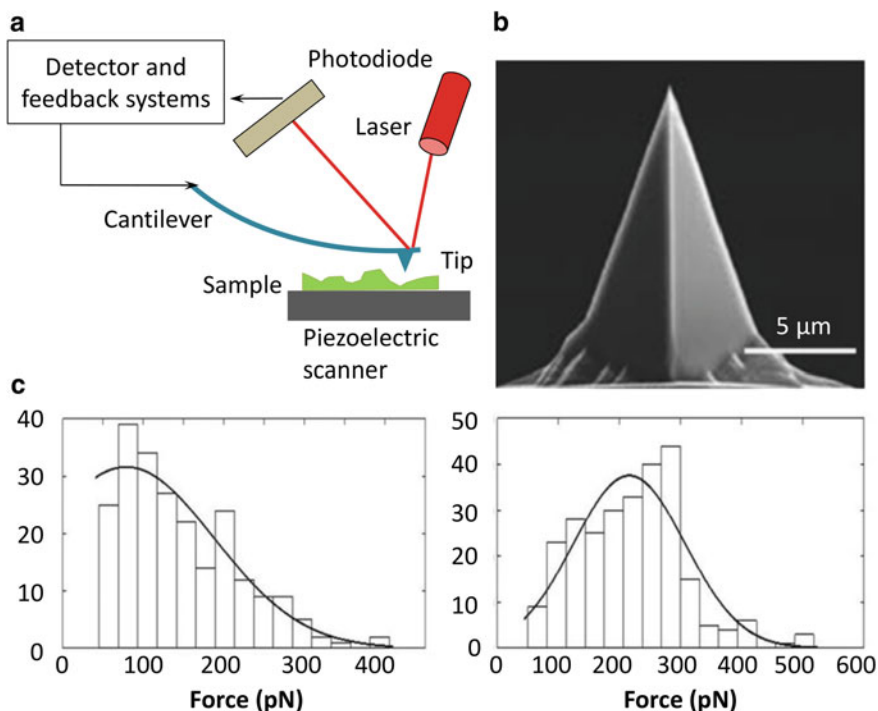 a
Detector and
feedback systems
Photodiode
Laser
Cantilever
Tip
Sample
Piezoelectric
scanner
b
5 μm
c
40
30
20
10
0
0 100 200 300 400
Force (pN)
50
40
30
20
10
0
0 100 200 300 400 500 600
Force (pN)